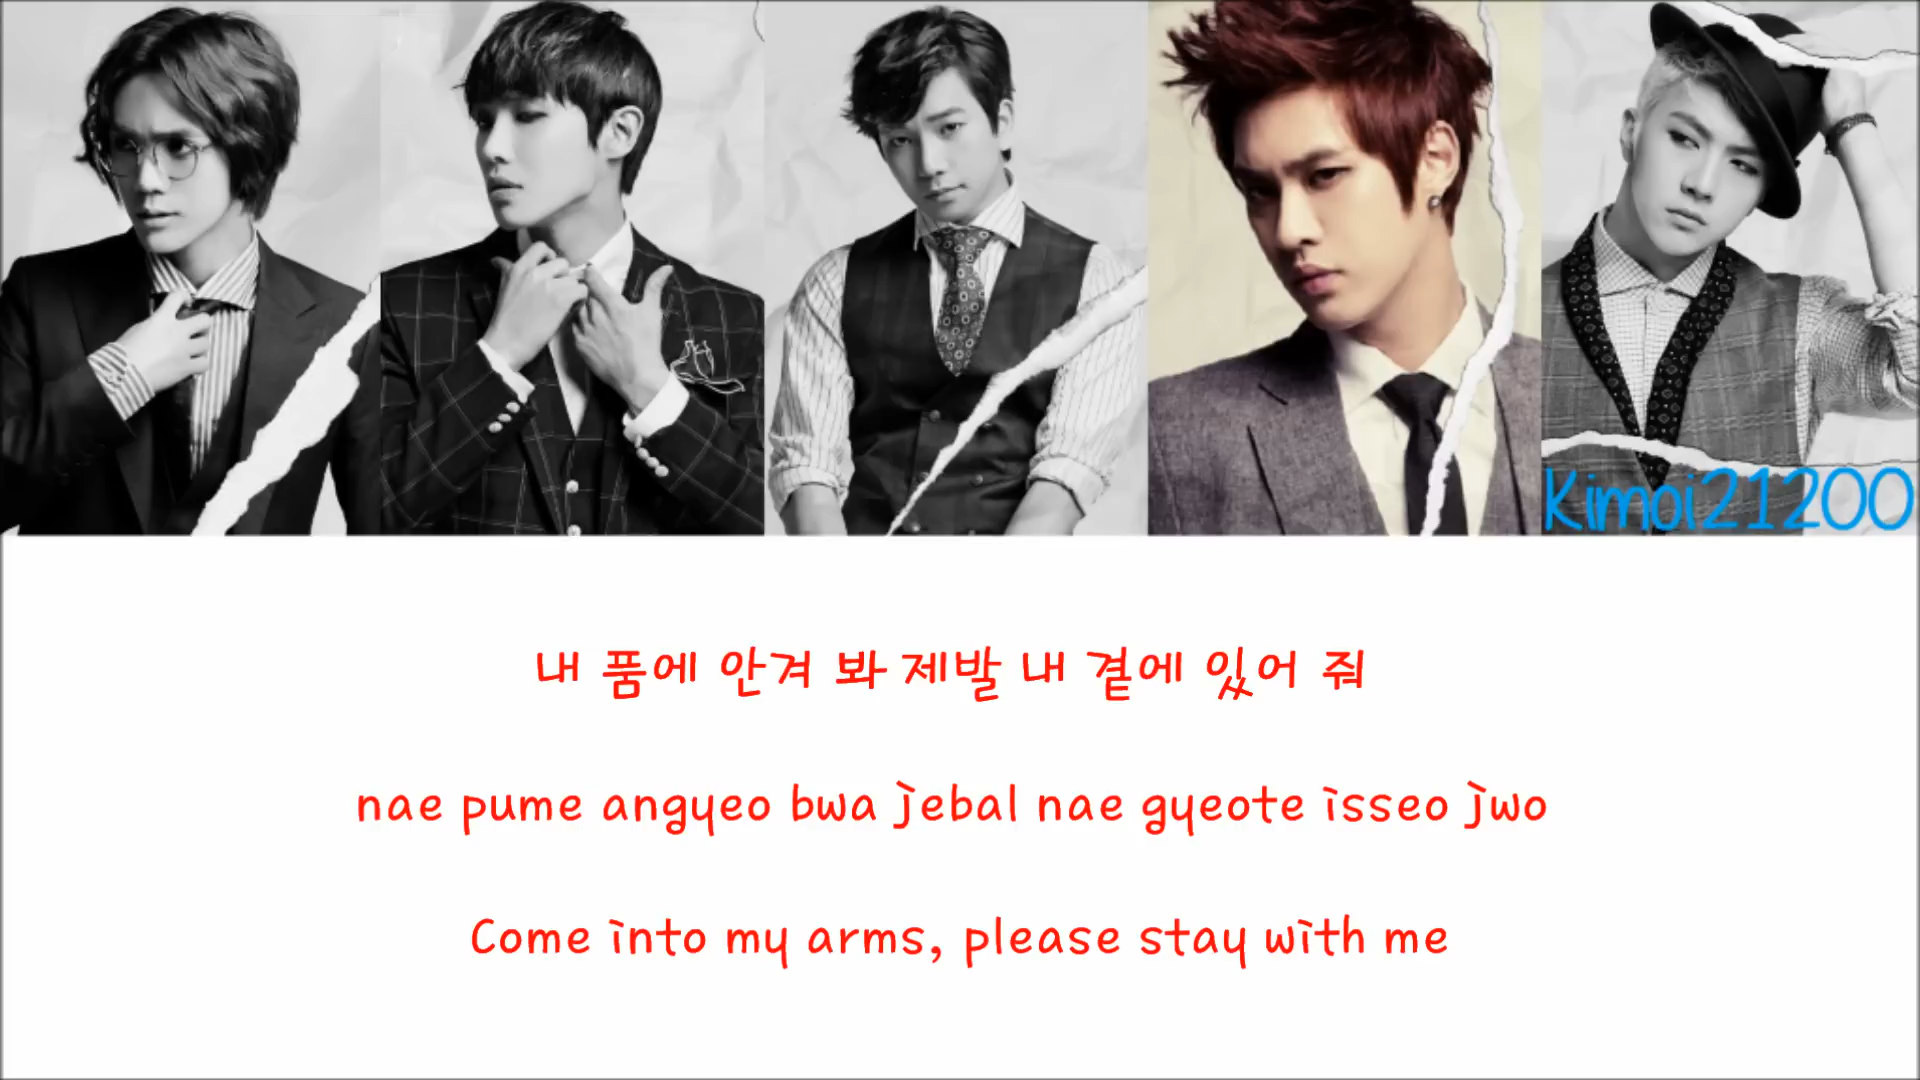 Kimoi21200
내 품에 안겨 봐 제발 내 곁에 있어 줘
nae pume angyeo bwa jebal nae gyeote isseo jwo
Come into my arms, please stay with me